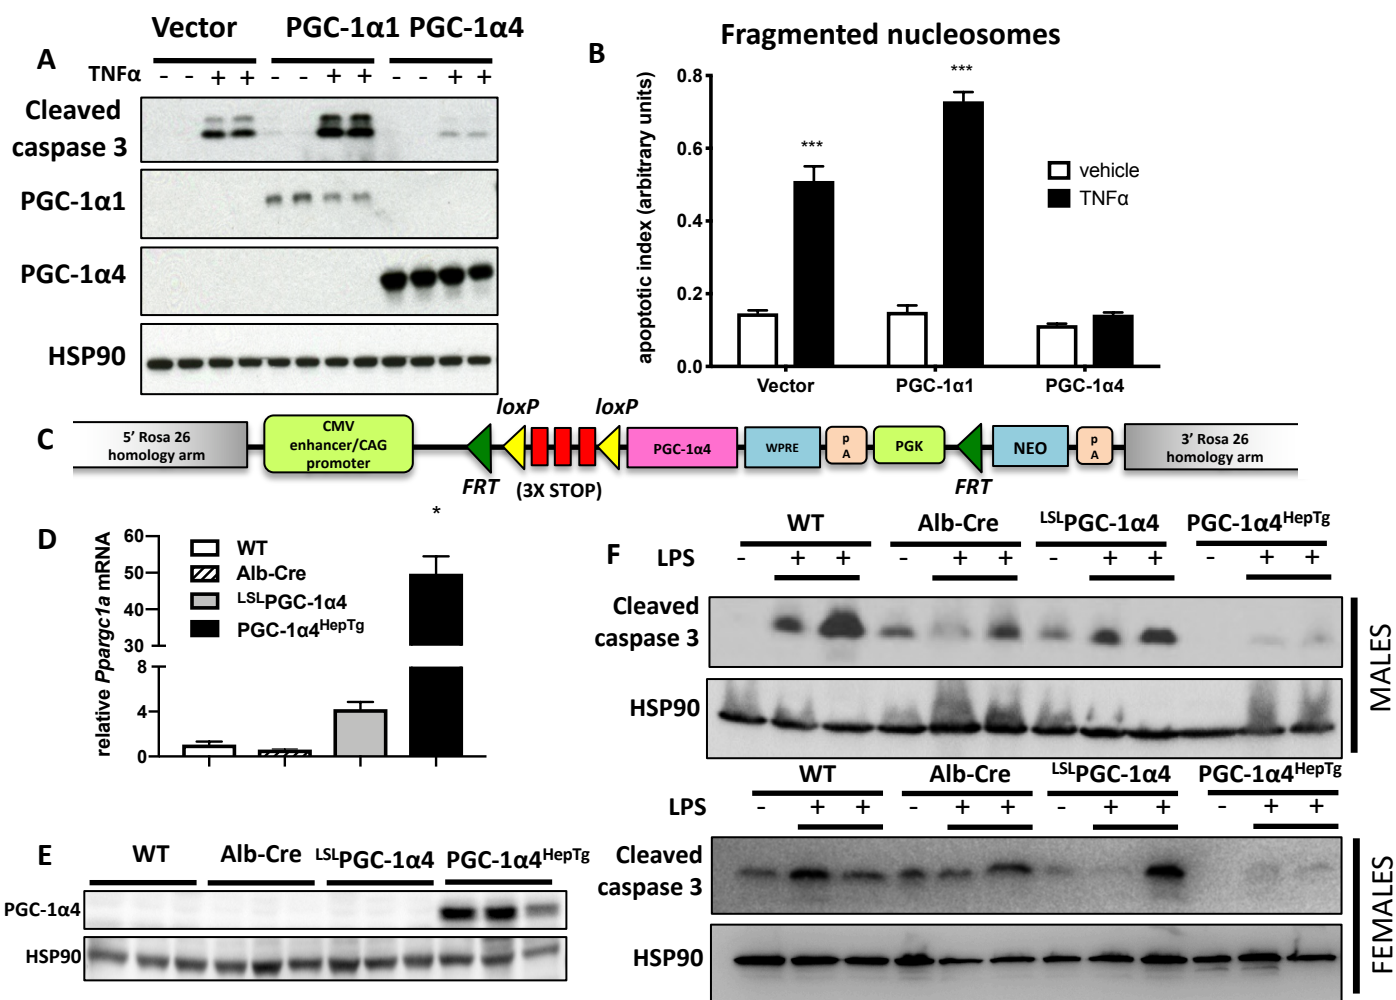 Vector PGC-1α1 PGC-1α4
A
TNFα - - + + - - + + - - + +
Cleaved
caspase 3
PGC-1α1
PGC-1α4
HSP90
B
Fragmented nucleosomes
apoptotic index (arbitrary units)
0.8
0.6
0.4
0.2
0.0
***
***
vehicle
TNFα
Vector PGC-1α1 PGC-1α4
C
loxP loxP
5' Rosa 26
homology arm
CMV
enhancer/CAG
promoter
PGC-1α4
WPRE
p
A
PGK
NEO
p
A
3' Rosa 26
homology arm
FRT (3X STOP) FRT
D
relative Ppargc1a mRNA
60
50
40
30
8
4
0
*
WT
Alb-Cre
LSLPGC-1α4
PGC-1α4HepTg
E
WT Alb-Cre LSLPGC-1α4 PGC-1α4HepTg
PGC-1α4
HSP90
F
WT Alb-Cre LSLPGC-1α4 PGC-1α4HepTg
LPS - + + - + + - + + - + +
Cleaved
caspase 3
HSP90
MALES
WT Alb-Cre LSLPGC-1α4 PGC-1α4HepTg
LPS - + + - + + - + + - + +
Cleaved
caspase 3
HSP90
FEMALES